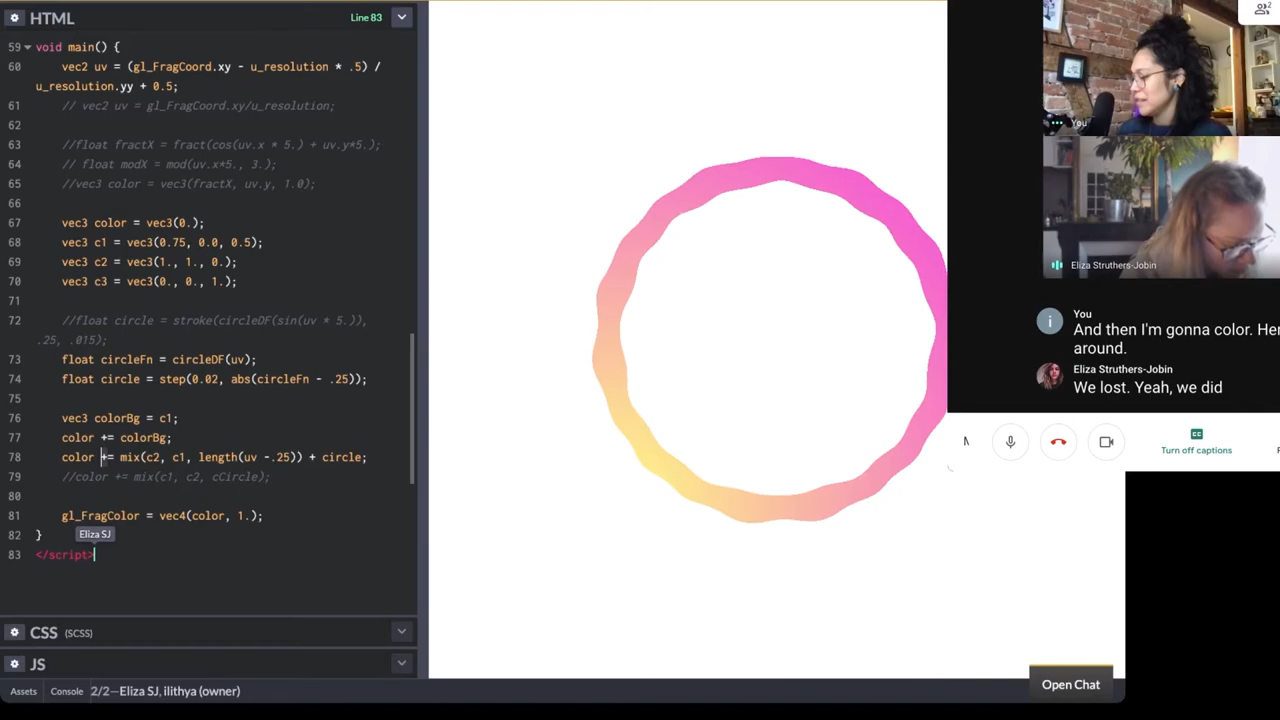 HTML
Line 83
59 void main() {
60 vec2 uv = (gl_FragCoord.xy - u_resolution * .5) /
u_resolution.yy + 0.5;
61 // vec2 uv = gl_FragCoord.xy/u_resolution;
62
63 //float fractX = fract(cos(uv.x * 5.) + uv.y*5.);
64 // float modX = mod(uv.x*5., 3.);
65 //vec3 color = vec3(fractX, uv.y, 1.0);
66
67 vec3 color = vec3(0.);
68 vec3 c1 = vec3(0.75, 0.0, 0.5);
69 vec3 c2 = vec3(1., 1., 0.);
70 vec3 c3 = vec3(0., 0., 1.);
71
72 //float circle = stroke(circleDF(sin(uv * 5.)),
.25, .015);
73 float circleFn = circleDF(uv);
74 float circle = step(0.02, abs(circleFn - .25));
75
76 vec3 colorBg = c1;
77 color += colorBg;
78 color += mix(c2, c1, length(uv -.25)) + circle;
79 //color += mix(c1, c2, cCircle);
80
81 gl_FragColor = vec4(color, 1.);
82 }
Eliza SJ
83 </script>
CSS (SCSS)
JS
Assets Console 2/2—Eliza SJ, ilithya (owner)
2
You
Eliza Struthers-Jobin
i
You
And then I'm gonna color. Her
around.
Eliza Struthers-Jobin
We lost. Yeah, we did
M
Turn off captions
Open Chat